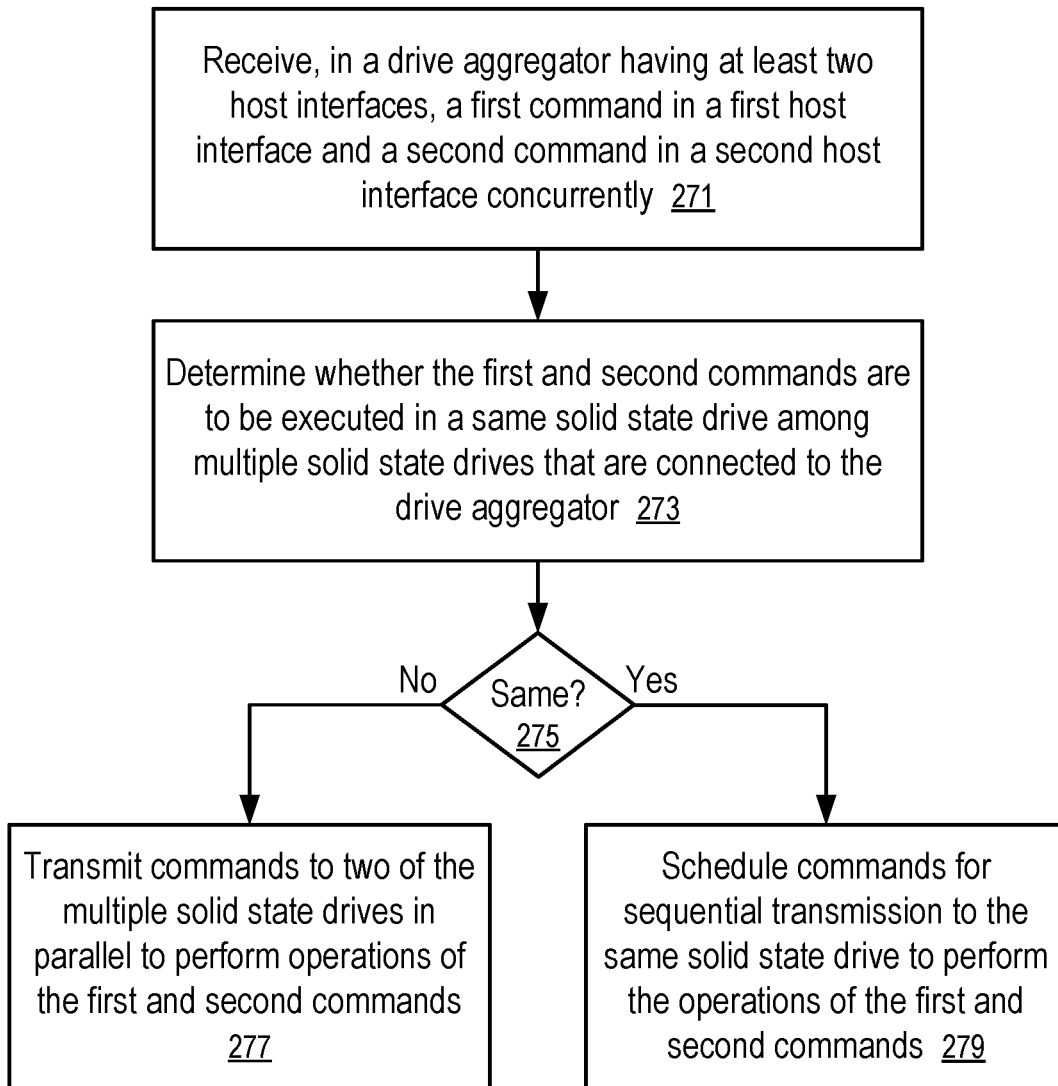 Receive, in a drive aggregator having at least two
host interfaces, a first command in a first host
interface and a second command in a second host
interface concurrently 271
Determine whether the first and second commands are
to be executed in a same solid state drive among
multiple solid state drives that are connected to the
drive aggregator 273
No
Same?
275
Yes
Transmit commands to two of the
multiple solid state drives in
parallel to perform operations of
the first and second commands
277
Schedule commands for
sequential transmission to the
same solid state drive to perform
the operations of the first and
second commands 279